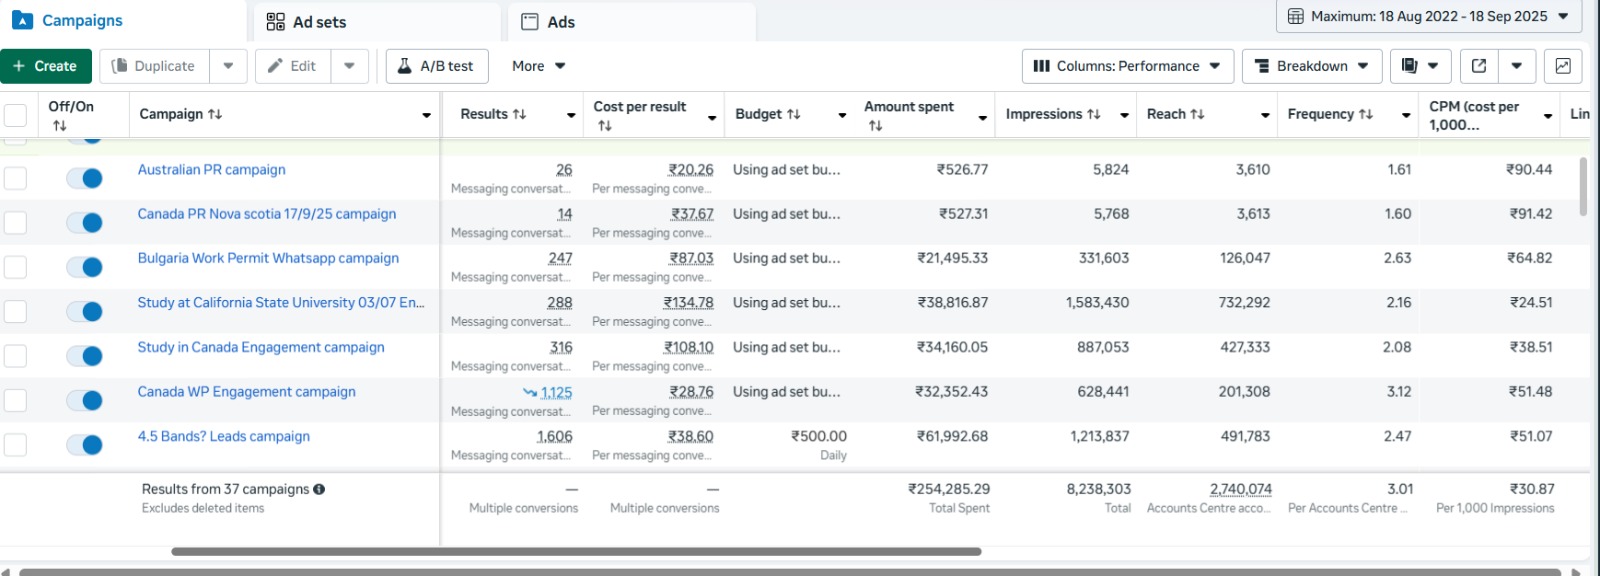 Campaigns
Ad sets
Ads
Maximum: 18 Aug 2022 - 18 Sep 2025
+ Create
Duplicate
Edit
A/B test
More
Columns: Performance
Breakdown
Off/On
Campaign
Results
Cost per result
Budget
Amount spent
Impressions
Reach
Frequency
CPM (cost per
1,000...
Lin
Australian PR campaign 26 ₹20.26 Using ad set bu... ₹526.77 5,824 3,610 1.61 ₹90.44
Messaging conversat... Per messaging conve...
Canada PR Nova scotia 17/9/25 campaign 14 ₹37.67 Using ad set bu... ₹527.31 5,768 3,613 1.60 ₹91.42
Messaging conversat... Per messaging conve...
Bulgaria Work Permit Whatsapp campaign 247 ₹87.03 Using ad set bu... ₹21,495.33 331,603 126,047 2.63 ₹64.82
Messaging conversat... Per messaging conve...
Study at California State University 03/07 En... 288 ₹134.78 Using ad set bu... ₹38,816.87 1,583,430 732,292 2.16 ₹24.51
Messaging conversat... Per messaging conve...
Study in Canada Engagement campaign 316 ₹108.10 Using ad set bu... ₹34,160.05 887,053 427,333 2.08 ₹38.51
Messaging conversat... Per messaging conve...
Canada WP Engagement campaign 1,125 ₹28.76 Using ad set bu... ₹32,352.43 628,441 201,308 3.12 ₹51.48
Messaging conversat... Per messaging conve...
4.5 Bands? Leads campaign 1,606 ₹38.60 ₹500.00 ₹61,992.68 1,213,837 491,783 2.47 ₹51.07
Messaging conversat... Per messaging conve... Daily
Results from 37 campaigns — — ₹254,285.29 8,238,303 2,740,074 3.01 ₹30.87
Excludes deleted items Multiple conversions Multiple conversions Total Spent Total Accounts Centre acco... Per Accounts Centre ... Per 1,000 Impressions